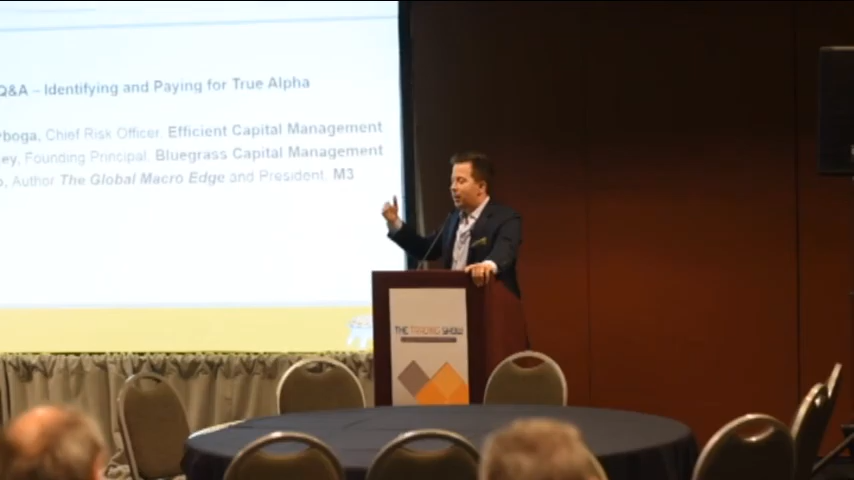 Q&A – Identifying and Paying for True Alpha
boga, Chief Risk Officer, Efficient Capital Management
ey, Founding Principal, Bluegrass Capital Management
o, Author The Global Macro Edge and President, M3
THE TRADING SHOW